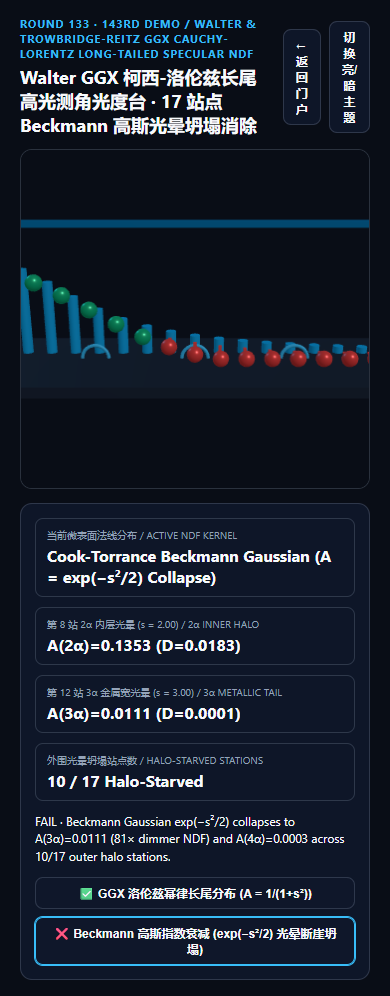 ROUND 133 · 143RD DEMO / WALTER &
TROWBRIDGE-REITZ GGX CAUCHY-
LORENTZ LONG-TAILED SPECULAR NDF
Walter GGX 柯西-洛伦兹长尾
高光测角光度台 · 17 站点
Beckmann 高斯光晕坍塌消除
←
返
回
门
户
切
换
亮/
暗
主
题
当前微表面法线分布 / ACTIVE NDF KERNEL
Cook-Torrance Beckmann Gaussian (A
= exp(−s²/2) Collapse)
第 8 站 2α 内层光晕 (s = 2.00) / 2α INNER HALO
A(2α)=0.1353 (D=0.0183)
第 12 站 3α 金属宽光晕 (s = 3.00) / 3α METALLIC TAIL
A(3α)=0.0111 (D=0.0001)
外围光晕坍塌站点数 / HALO-STARVED STATIONS
10 / 17 Halo-Starved
FAIL · Beckmann Gaussian exp(−s²/2) collapses to
A(3α)=0.0111 (81× dimmer NDF) and A(4α)=0.0003 across
10/17 outer halo stations.
✅ GGX 洛伦兹幂律长尾分布 (A = 1/(1+s²))
❌ Beckmann 高斯指数衰减 (exp(−s²/2) 光晕断崖坍
塌)